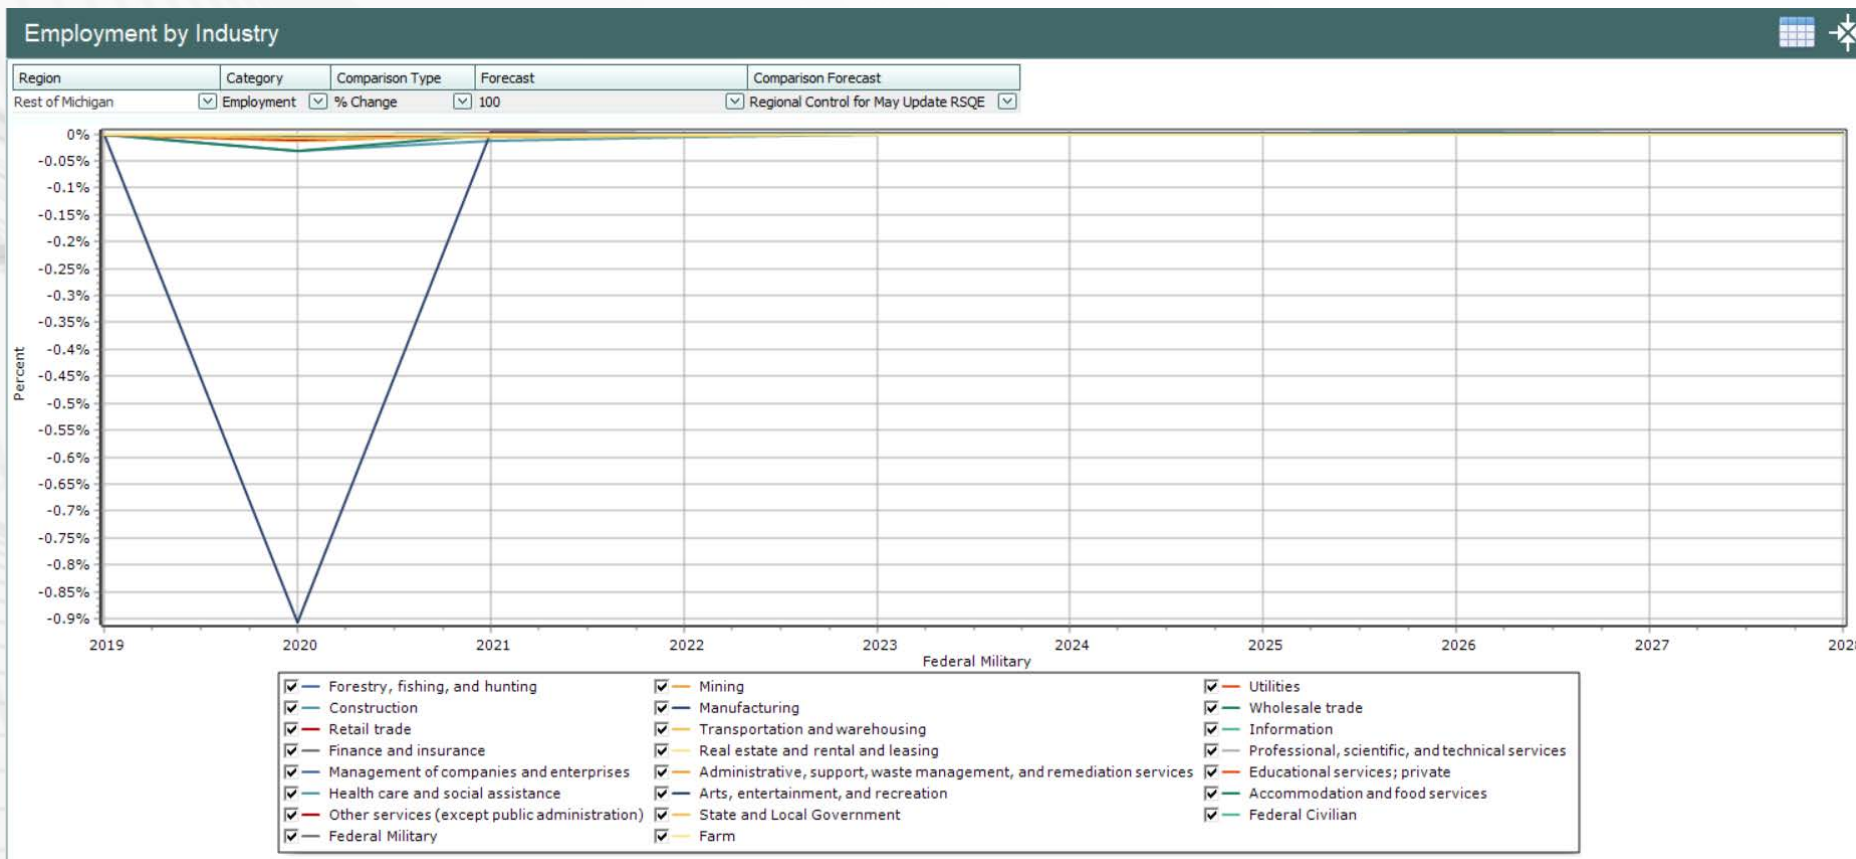 Employment by Industry
Region Category Comparison Type Forecast Comparison Forecast
Rest of Michigan Employment % Change 100 Regional Control for May Update RSQE
0%
-0.05%
-0.1%
-0.15%
-0.2%
-0.25%
-0.3%
-0.35%
-0.4%
-0.45%
-0.5%
-0.55%
-0.6%
-0.65%
-0.7%
-0.75%
-0.8%
-0.85%
-0.9%
Percent
2019 2020 2021 2022 2023 2024 2025 2026 2027
Federal Military
Forestry, fishing, and hunting Mining Utilities
Construction Manufacturing Wholesale trade
Retail trade Transportation and warehousing Information
Finance and insurance Real estate and rental and leasing Professional, scientific, and technical services
Management of companies and enterprises Administrative, support, waste management, and remediation services Educational services; private
Health care and social assistance Arts, entertainment, and recreation Accommodation and food services
Other services (except public administration) State and Local Government Federal Civilian
Federal Military Farm